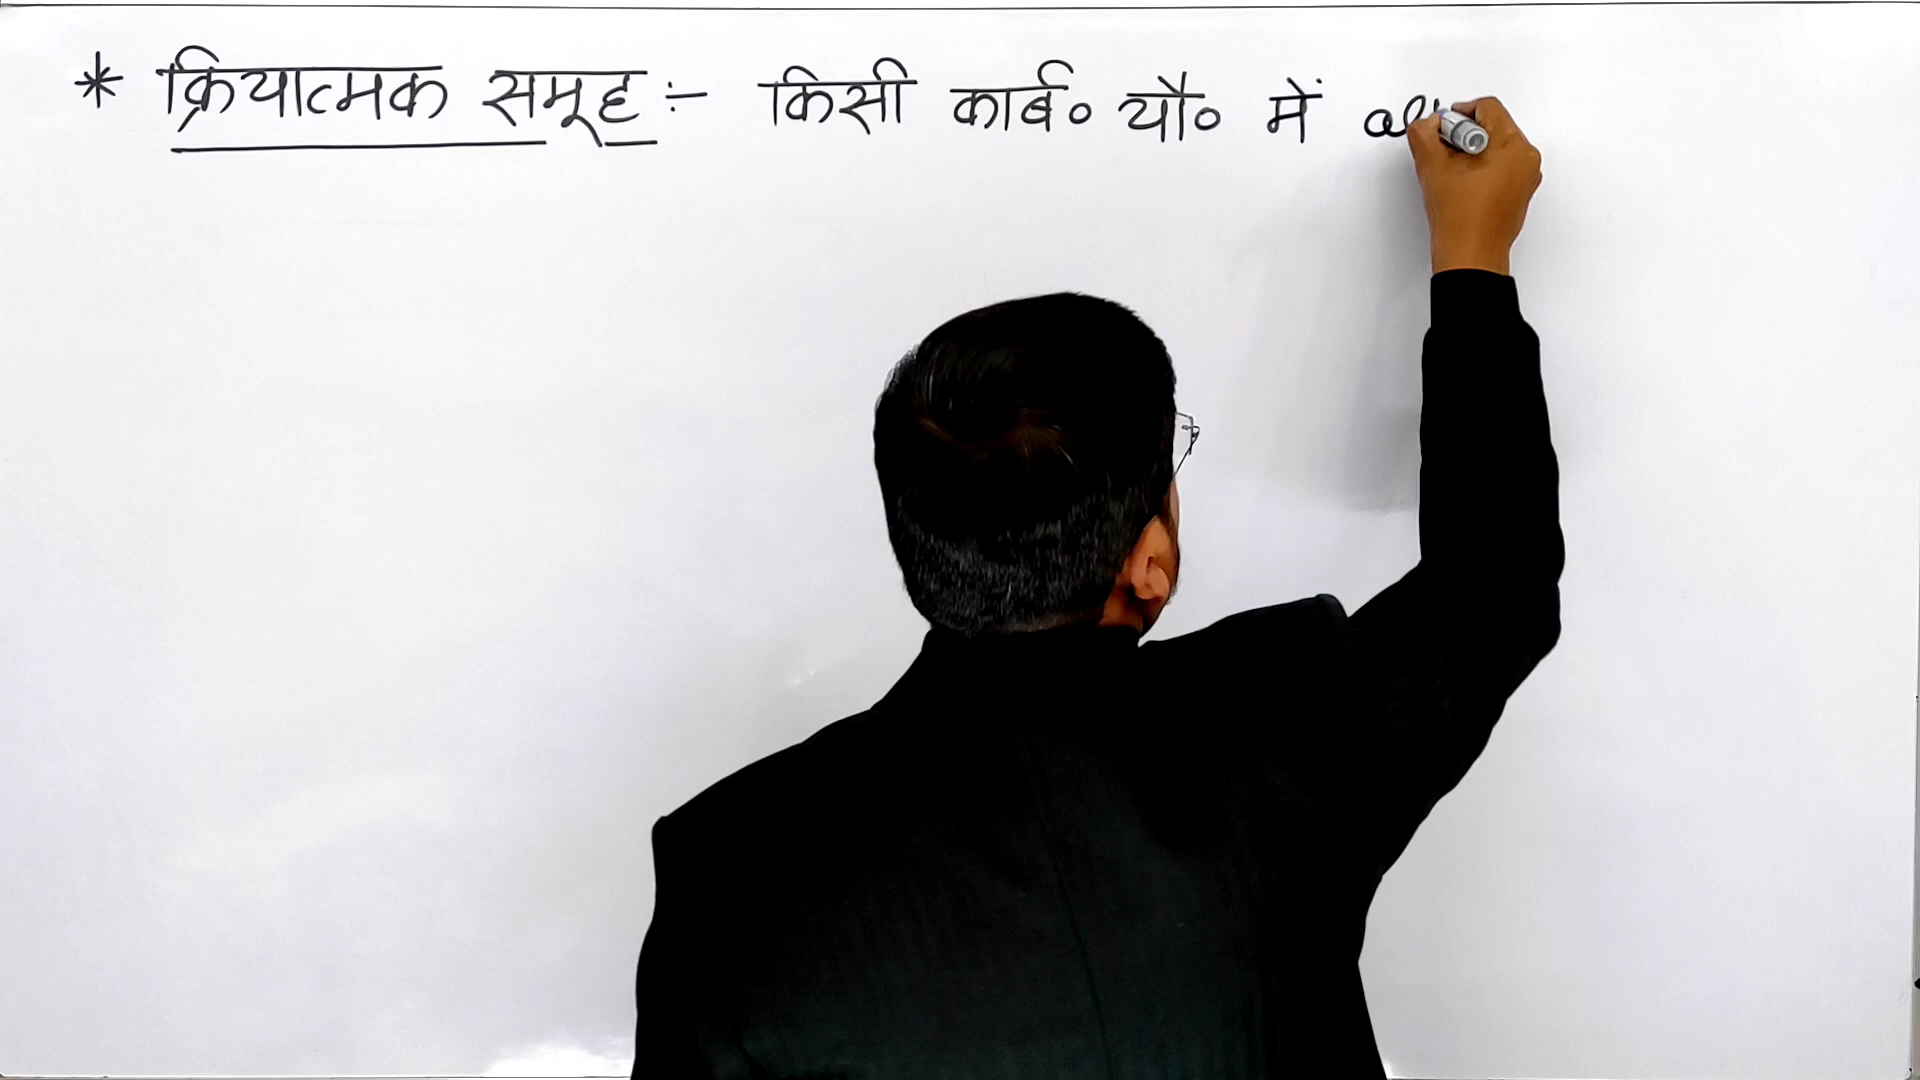 * क्रियात्मक समूह :- किसी कार्ब० यौ० में